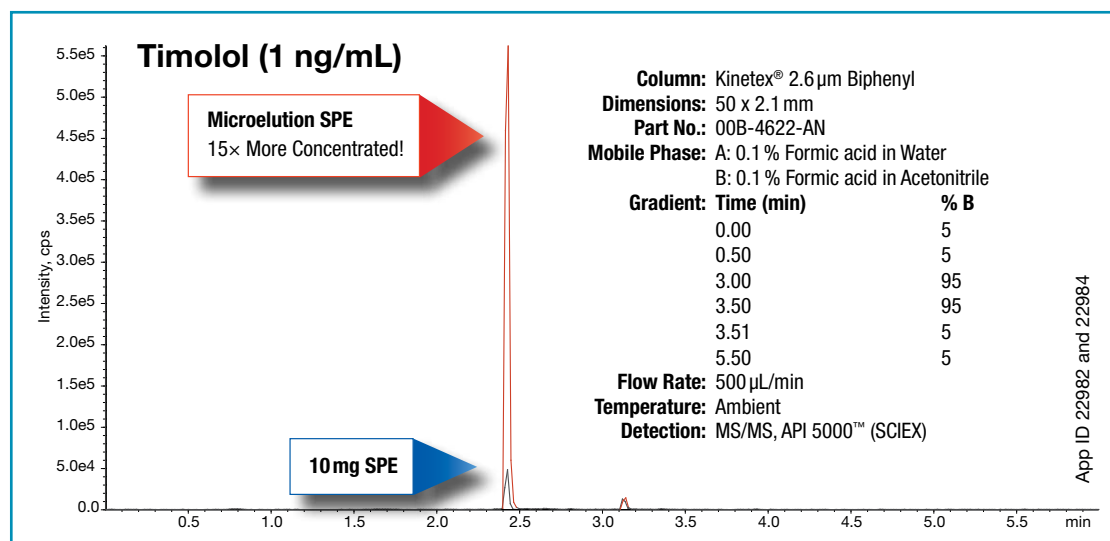 Timolol (1 ng/mL)
Microelution SPE
15× More Concentrated!
10 mg SPE
Intensity, cps
5.5e5
5.0e5
4.5e5
4.0e5
3.5e5
3.0e5
2.5e5
2.0e5
1.5e5
1.0e5
5.0e4
0.0
0.5 1.0 1.5 2.0 2.5 3.0 3.5 4.0 4.5 5.0 5.5 min
Column: Kinetex® 2.6 µm Biphenyl
Dimensions: 50 x 2.1 mm
Part No.: 00B-4622-AN
Mobile Phase: A: 0.1 % Formic acid in Water
B: 0.1 % Formic acid in Acetonitrile
Gradient: Time (min) % B
0.00 5
0.50 5
3.00 95
3.50 95
3.51 5
5.50 5
Flow Rate: 500 µL/min
Temperature: Ambient
Detection: MS/MS, API 5000™ (SCIEX)
App ID 22982 and 22984